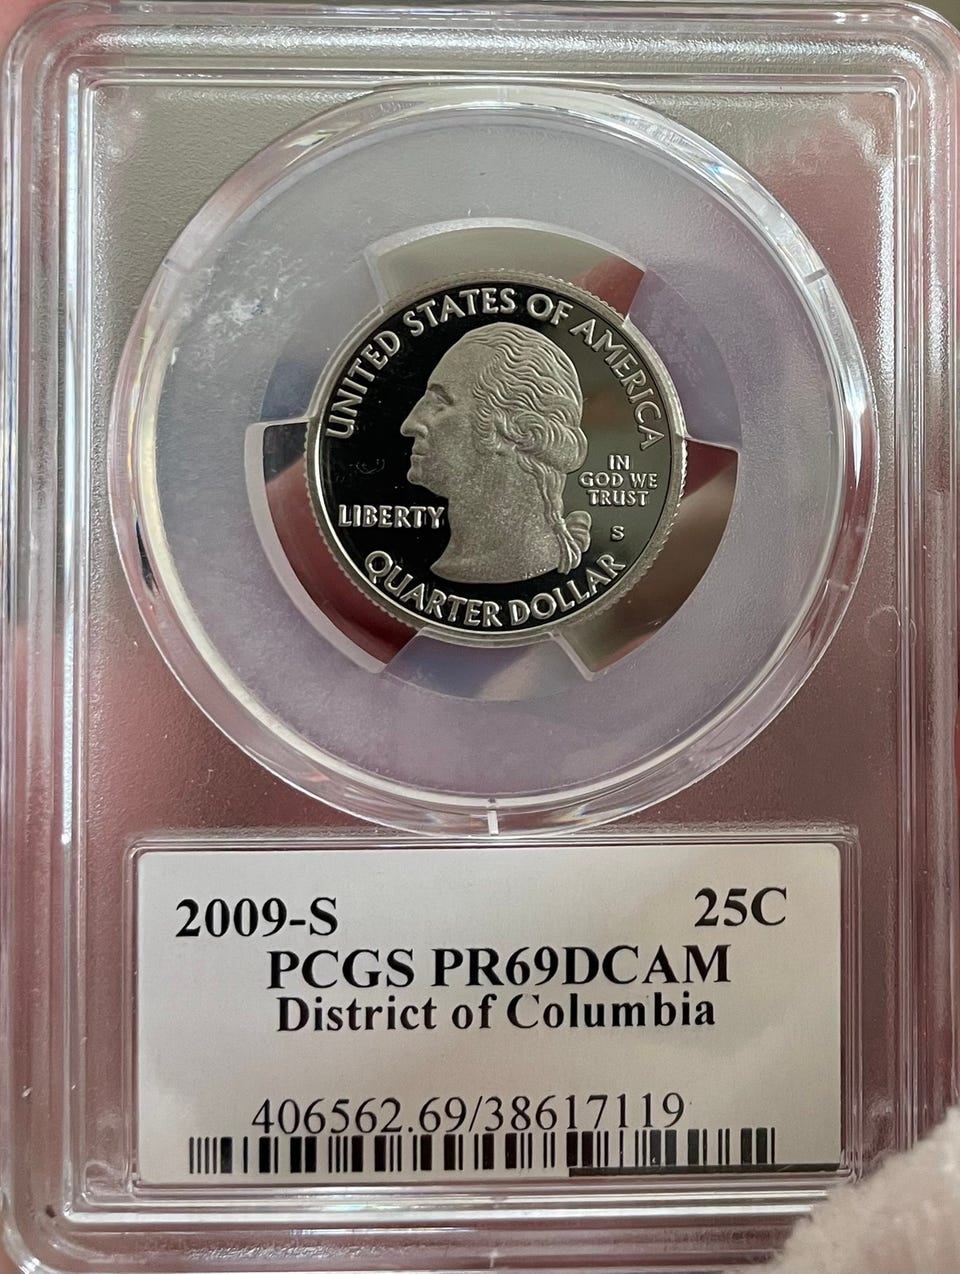 UNITED STATES OF AMERICA
IN
GOD WE
TRUST
LIBERTY
S
QUARTER DOLLAR
2009-S 25C
PCGS PR69DCAM
District of Columbia
406562.69/38617119